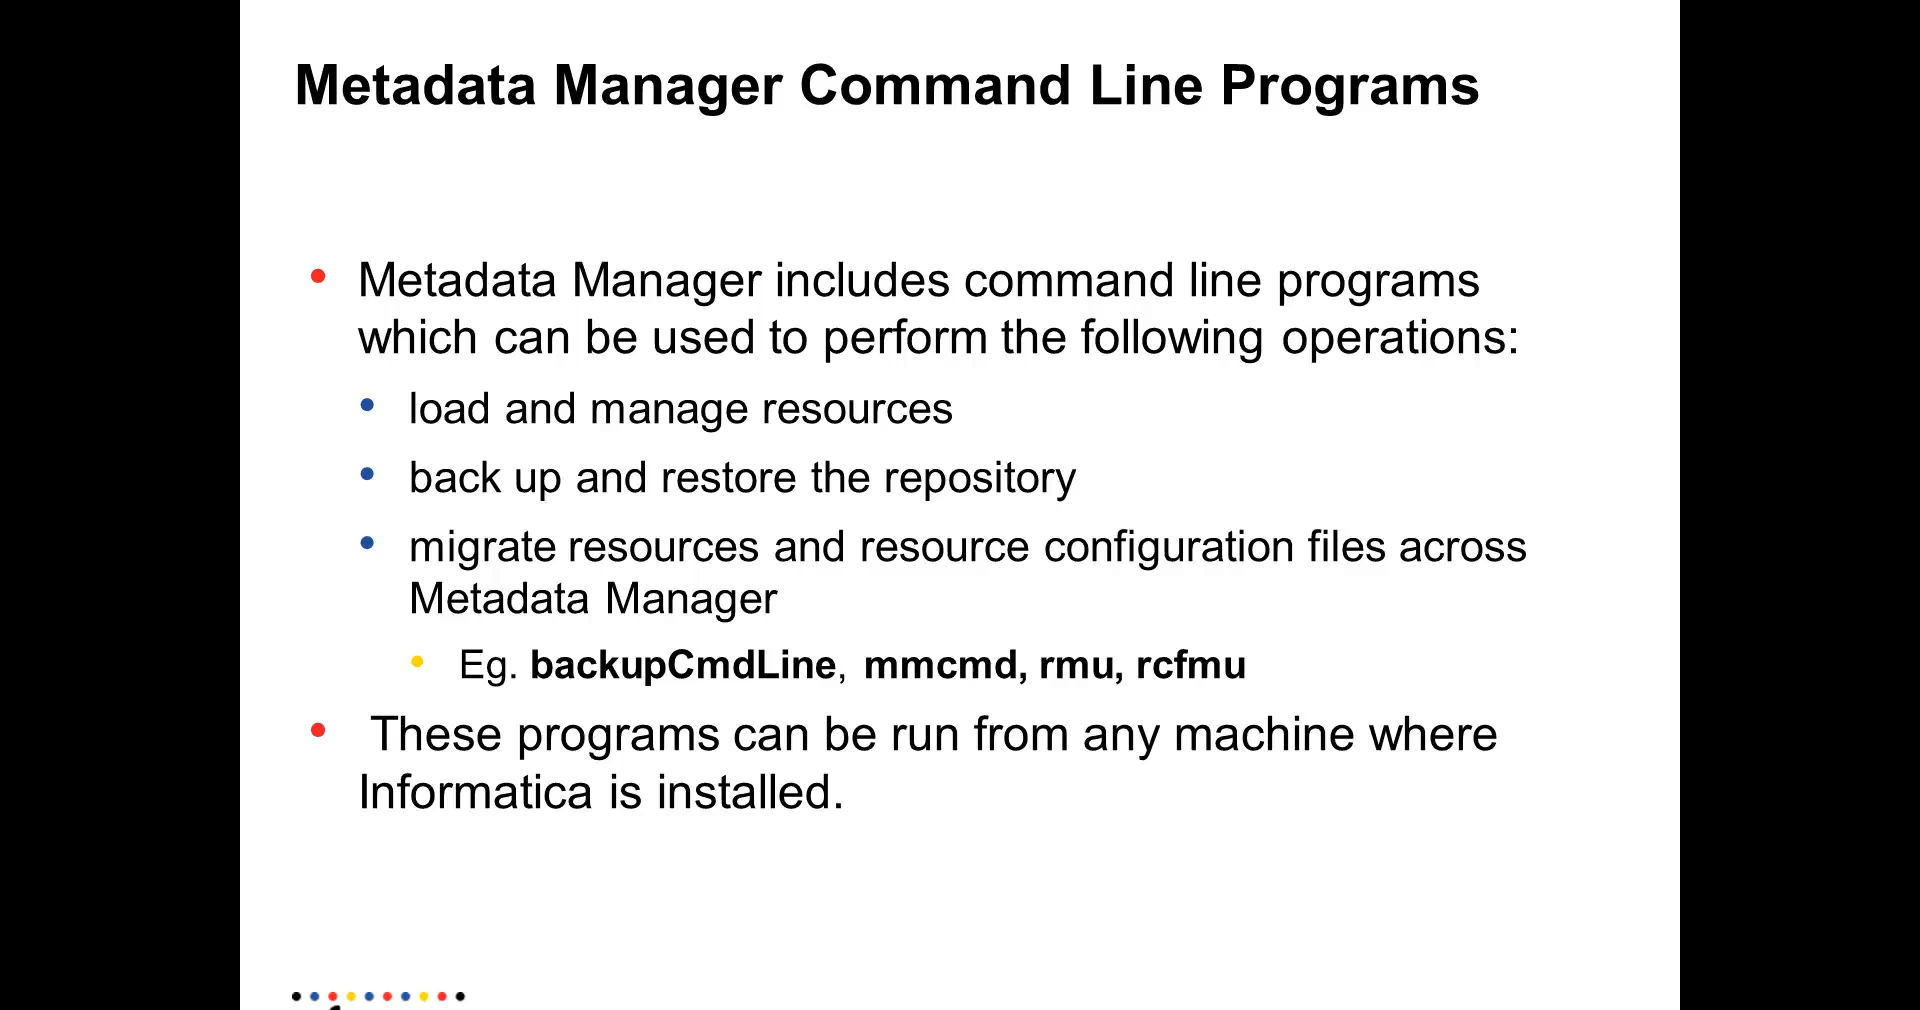 Metadata Manager Command Line Programs
• Metadata Manager includes command line programs
which can be used to perform the following operations:
• load and manage resources
• back up and restore the repository
• migrate resources and resource configuration files across
Metadata Manager
• Eg. backupCmdLine, mmcmd, rmu, rcfmu
• These programs can be run from any machine where
Informatica is installed.